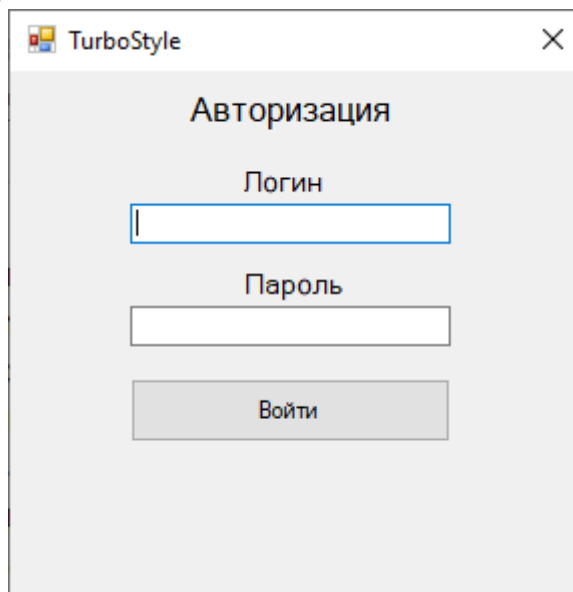 TurboStyle
Авторизация
Логин
Пароль
Войти